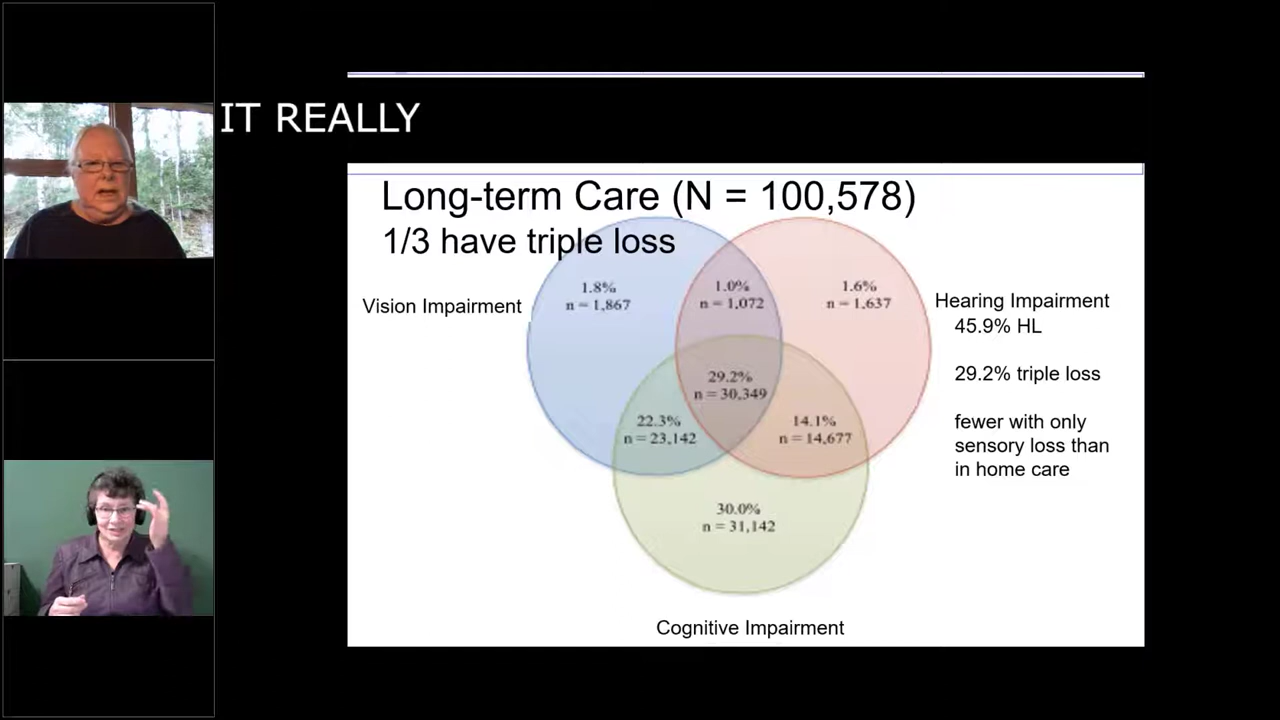 IT REALLY
Long-term Care (N = 100,578)
1/3 have triple loss
1.8%
n = 1,867
1.0%
n = 1,072
1.6%
n = 1,637
Vision Impairment
Hearing Impairment
45.9% HL
29.2% triple loss
fewer with only
sensory loss than
in home care
29.2%
n = 30,349
22.3%
n = 23,142
14.1%
n = 14,677
30.0%
n = 31,142
Cognitive Impairment